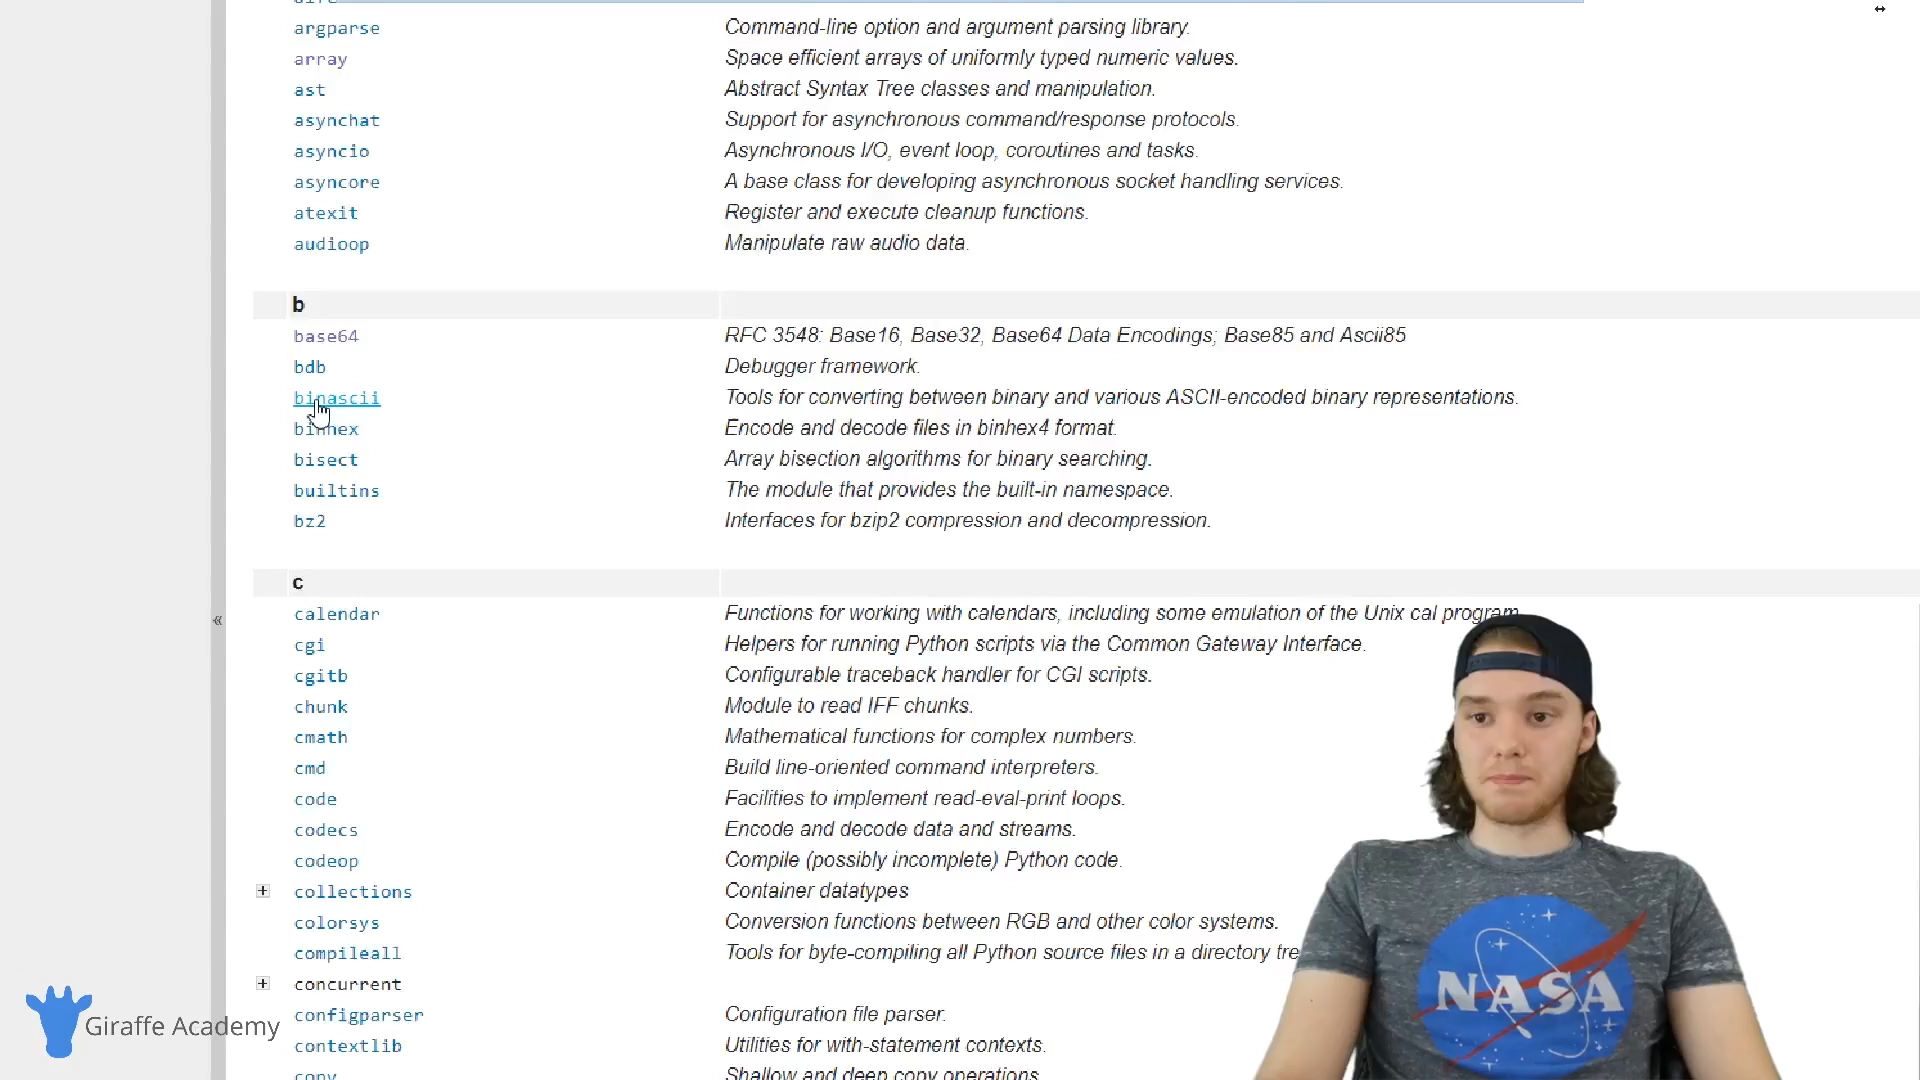 argparse Command-line option and argument parsing library.
array Space efficient arrays of uniformly typed numeric values.
ast Abstract Syntax Tree classes and manipulation.
asynchat Support for asynchronous command/response protocols.
asyncio Asynchronous I/O, event loop, coroutines and tasks.
asyncore A base class for developing asynchronous socket handling services.
atexit Register and execute cleanup functions.
audioop Manipulate raw audio data.
b
base64 RFC 3548: Base16, Base32, Base64 Data Encodings; Base85 and Ascii85
bdb Debugger framework.
binascii Tools for converting between binary and various ASCII-encoded binary representations.
binhex Encode and decode files in binhex4 format.
bisect Array bisection algorithms for binary searching.
builtins The module that provides the built-in namespace.
bz2 Interfaces for bzip2 compression and decompression.
c
«
calendar Functions for working with calendars, including some emulation of the Unix cal program.
cgi Helpers for running Python scripts via the Common Gateway Interface.
cgitb Configurable traceback handler for CGI scripts.
chunk Module to read IFF chunks.
cmath Mathematical functions for complex numbers.
cmd Build line-oriented command interpreters.
code Facilities to implement read-eval-print loops.
codecs Encode and decode data and streams.
codeop Compile (possibly incomplete) Python code.
collections Container datatypes
colorsys Conversion functions between RGB and other color systems.
compileall Tools for byte-compiling all Python source files in a directory tre
concurrent
configparser Configuration file parser.
contextlib Utilities for with-statement contexts.
copy Shallow and deep copy operations.
NASA
Giraffe Academy